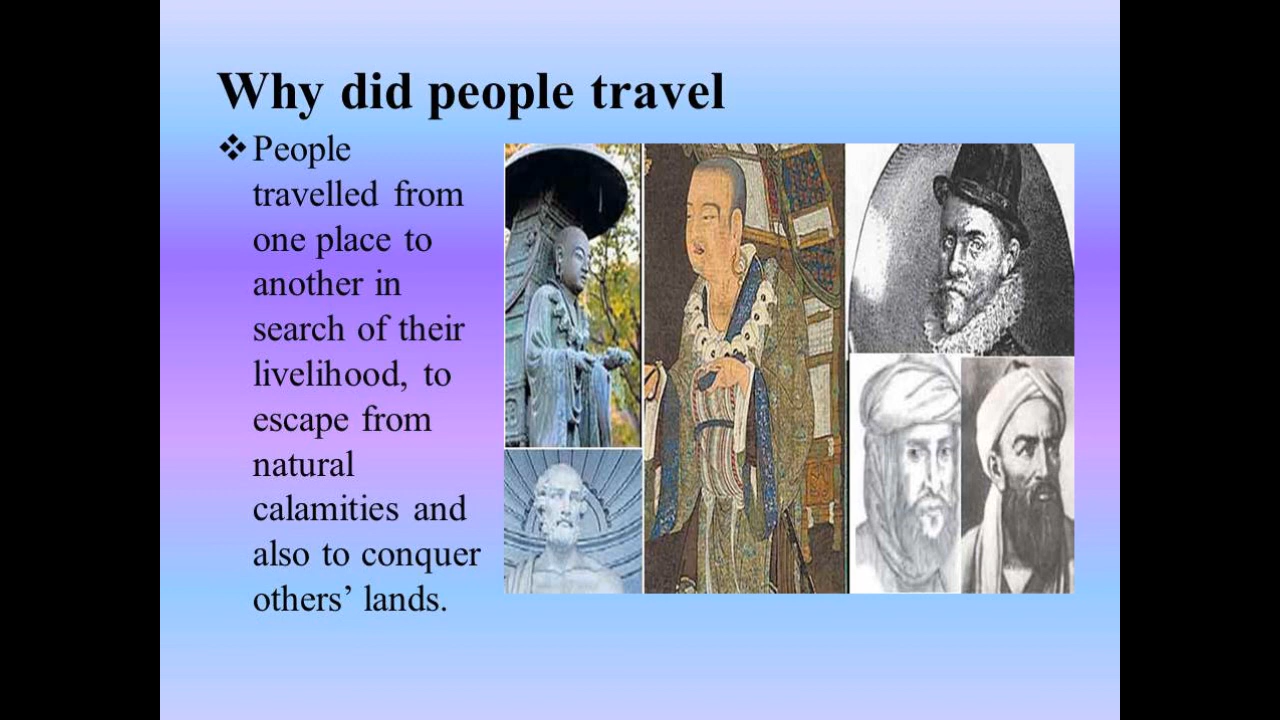 Why did people travel
❖ People
travelled from
one place to
another in
search of their
livelihood, to
escape from
natural
calamities and
also to conquer
others’ lands.